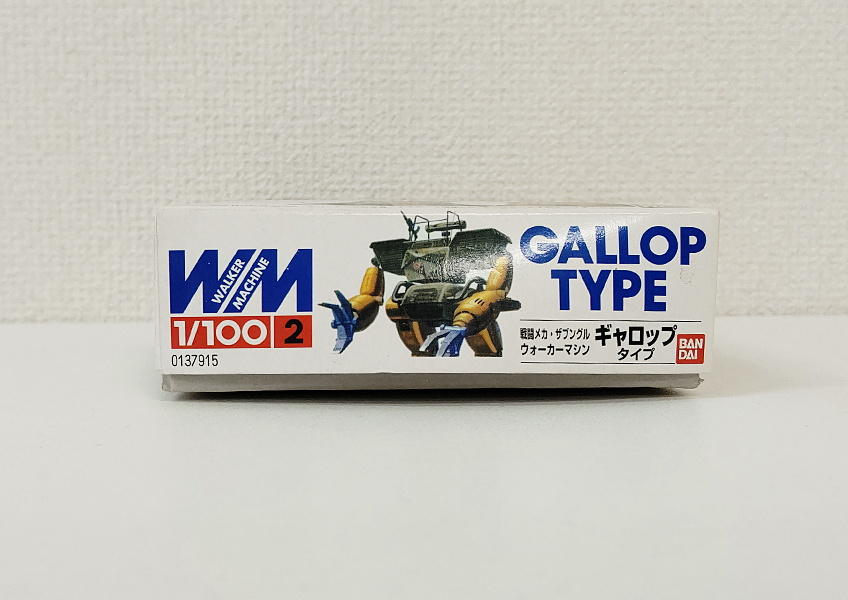 WM
WALKER
MACHINE
1/100 2
0137915
GALLOP
TYPE
戦闘メカ・ザブングル
ウォーカーマシン
ギャロップ
タイプ
BAN
DAI